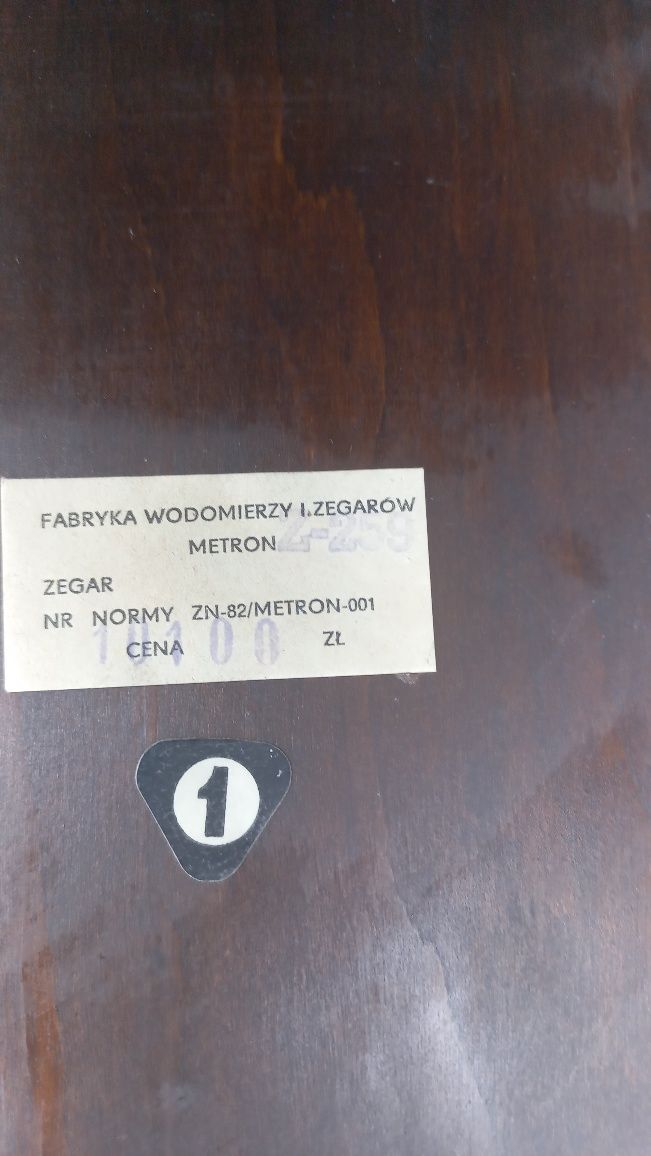 FABRYKA WODOMIERZY I ZEGARÓW
METRON Z-259
ZEGAR
NR NORMY ZN-82/METRON-001
CENA 10100 ZŁ
1